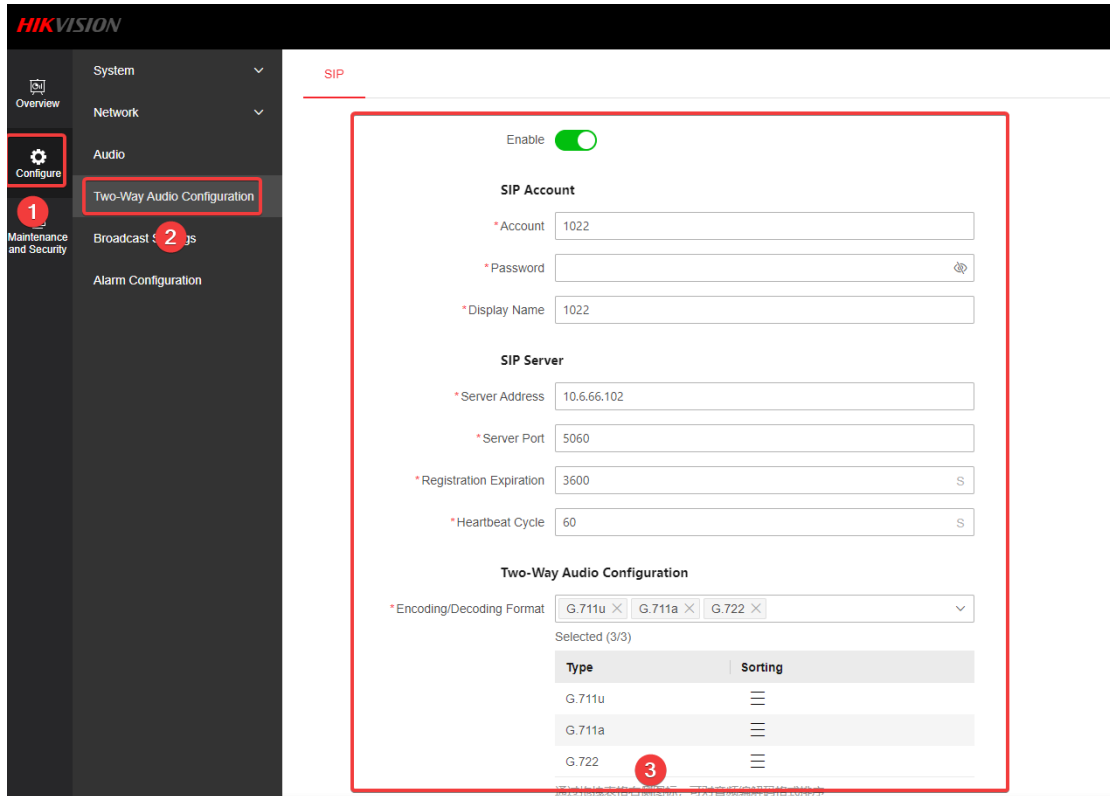 HIKVISION
Overview
Configure
1
Maintenance
and Security
System
Network
Audio
Two-Way Audio Configuration
2
Broadcast S gs
Alarm Configuration
SIP
Enable
SIP Account
*Account 1022
*Password
*Display Name 1022
SIP Server
*Server Address 10.6.66.102
*Server Port 5060
*Registration Expiration 3600 S
*Heartbeat Cycle 60 S
Two-Way Audio Configuration
*Encoding/Decoding Format G.711u × G.711a × G.722 ×
Selected (3/3)
Type Sorting
G.711u
G.711a
G.722
3